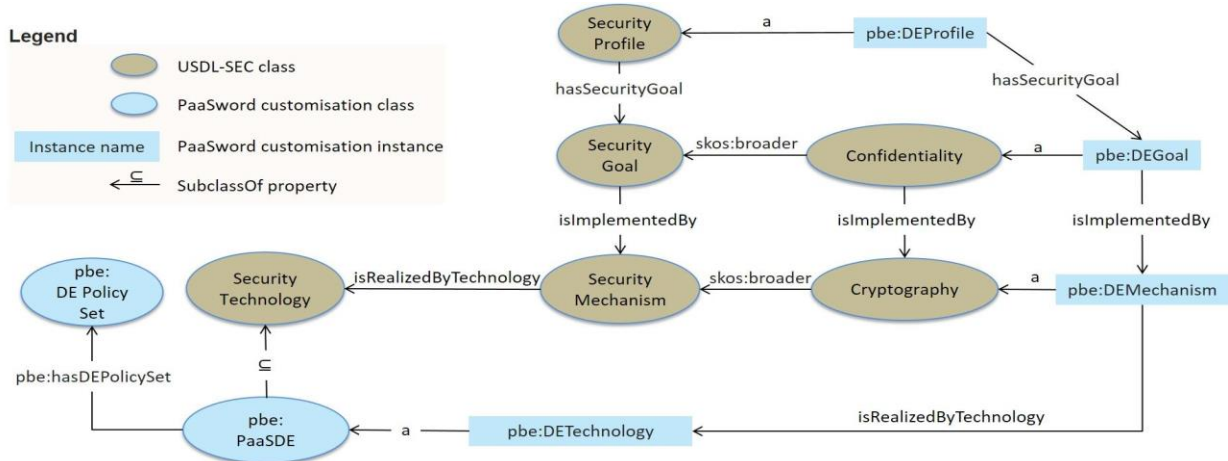 Legend
USDL-SEC class
PaaSword customisation class
Instance name
PaaSword customisation instance
⊆
SubclassOf property
Security
Profile
a
pbe:DEProfile
hasSecurityGoal
hasSecurityGoal
Security
Goal
skos:broader
Confidentiality
a
pbe:DEGoal
isImplementedBy
isImplementedBy
isImplementedBy
pbe:
DE Policy
Set
Security
Technology
isRealizedByTechnology
Security
Mechanism
skos:broader
Cryptography
a
pbe:DEMechanism
pbe:hasDEPolicySet
⊆
isRealizedByTechnology
pbe:
PaaSDE
a
pbe:DETechnology